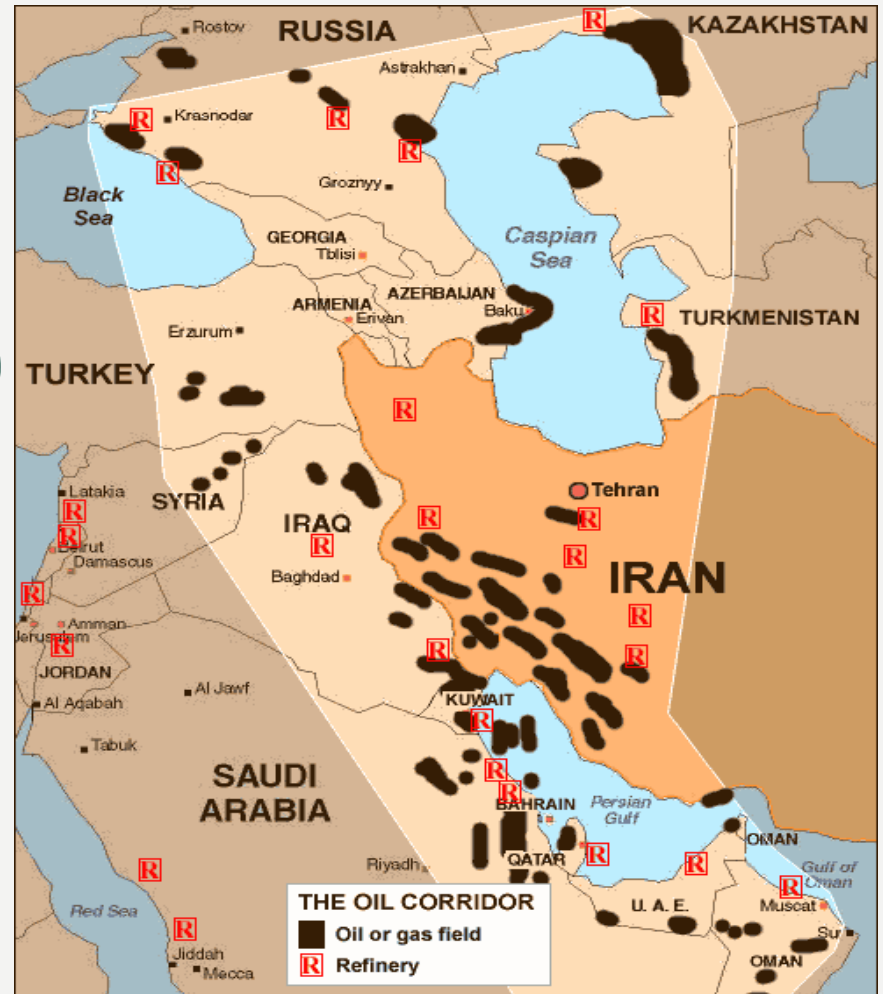 Rostov
RUSSIA
KAZAKHSTAN
Astrakhan
R
R
Krasnodar
R
R
R
Groznyy
Black
Sea
GEORGIA
Tblisi
Caspian
Sea
AZERBAIJAN
ARMENIA
Baku
Erivan
R
TURKMENISTAN
Erzurum
TURKEY
R
Tehran
Latakia
SYRIA
R
R
R
IRAQ
R
R
Beirut
R
Damascus
Baghdad
IRAN
R
R
Amman
Jerusalem
R
R
R
JORDAN
Al Jawf
KUWAIT
Al Aqabah
R
Tabuk
SAUDI
ARABIA
R
R
BAHRAIN
Persian
Gulf
OMAN
Riyadh
QATAR
R
R
R
Gulf of
Oman
R
U. A. E.
Muscat
Red Sea
R
Sur
Jiddah
Mecca
OMAN
THE OIL CORRIDOR
Oil or gas field
R Refinery